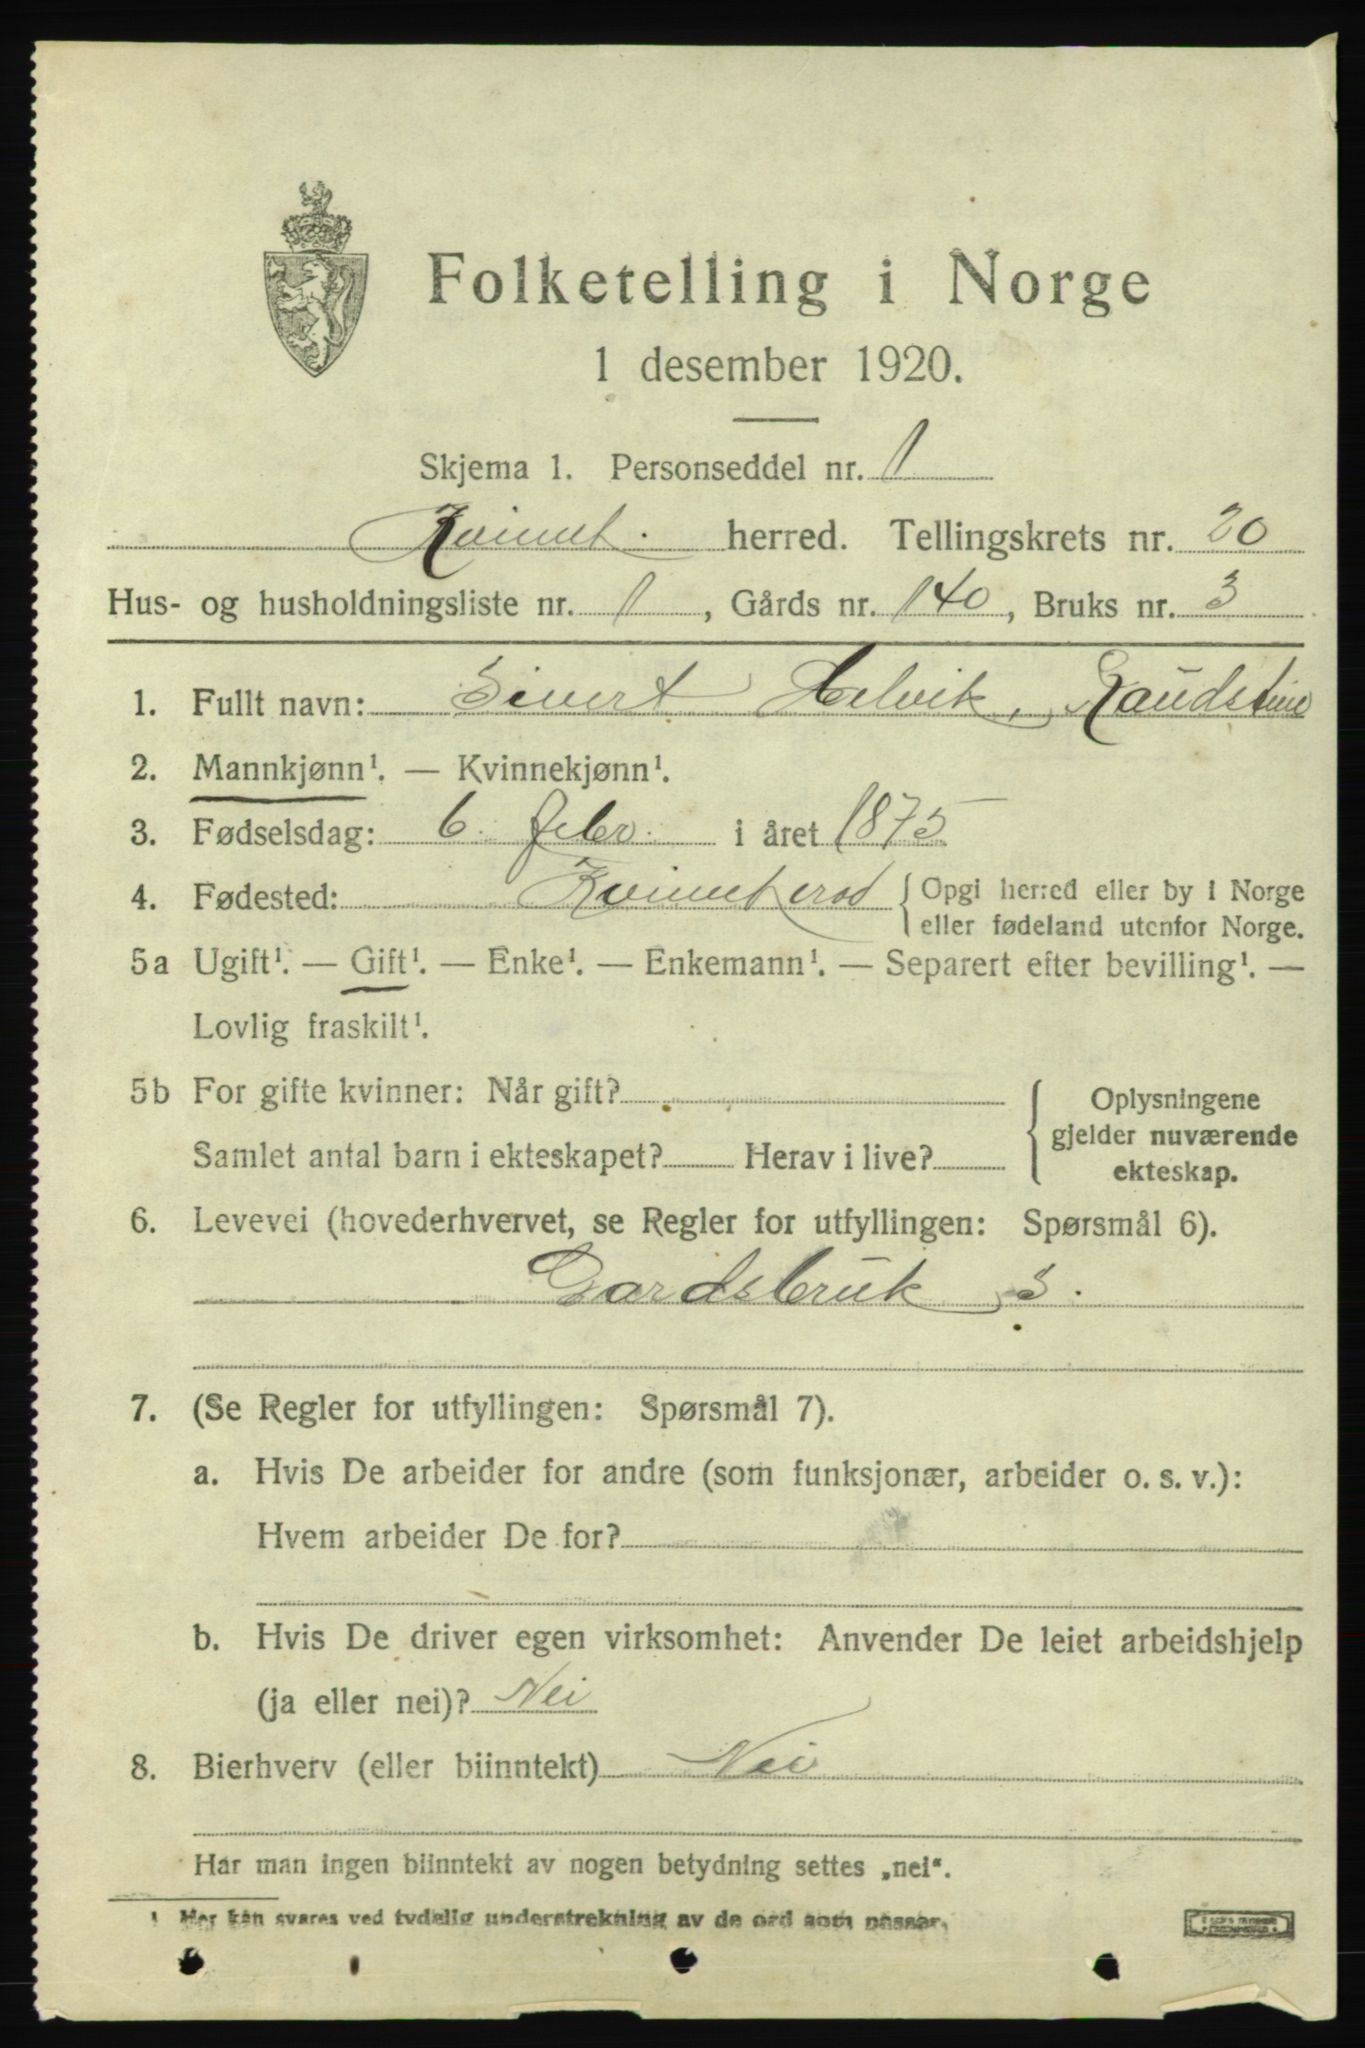 Folketelling i Norge
1 desember 1920.
Skjema 1. Personseddel nr. 1
herred. Tellingskrets nr. 20
Hus- og husholdningsliste nr. 1, Gårds nr. 140, Bruks nr. 3
1. Fullt navn: Sivert Helvik,
2. Mannkjønn¹. — Kvinnekjønn¹.
3. Fødselsdag: 6. febr. i året 1875
4. Fødested: { Opgi herred eller by i Norge
eller fødeland utenfor Norge.
5a Ugift¹. — Gift¹. — Enke¹. — Enkemann¹. — Separert efter bevilling¹. —
Lovlig fraskilt¹.
5b For gifte kvinner: Når gift? { Oplysningene
gjelder nuværende
Samlet antal barn i ekteskapet? Herav i live? ekteskap.
6. Levevei (hovederhvervet, se Regler for utfyllingen: Spørsmål 6).
Gardsbruk S.
7. (Se Regler for utfyllingen: Spørsmål 7).
a. Hvis De arbeider for andre (som funksjonær, arbeider o. s. v.):
Hvem arbeider De for?
b. Hvis De driver egen virksomhet: Anvender De leiet arbeidshjelp
(ja eller nei)? Nei
8. Bierhverv (eller biinntekt) Nei
Har man ingen biinntekt av nogen betydning settes „nei“.
¹ Her kan svares ved tydelig understrekning av de ord som passer.